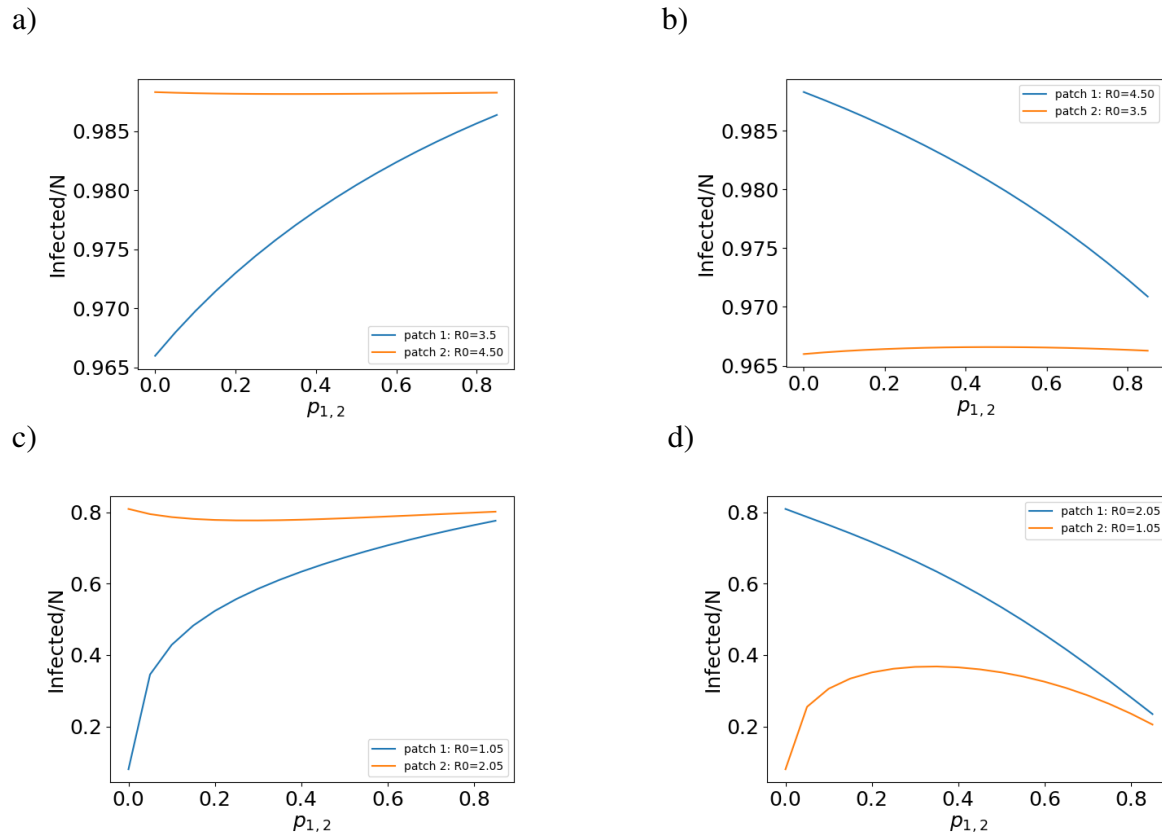 a)
b)
Infected/N
0.985
0.980
0.975
0.970
0.965
patch 1: R0=3.5
patch 2: R0=4.50
0.0 0.2 0.4 0.6 0.8
p1,2
Infected/N
0.985
0.980
0.975
0.970
0.965
patch 1: R0=4.50
patch 2: R0=3.5
0.0 0.2 0.4 0.6 0.8
p1,2
c)
d)
Infected/N
0.8
0.6
0.4
0.2
patch 1: R0=1.05
patch 2: R0=2.05
0.0 0.2 0.4 0.6 0.8
p1,2
Infected/N
0.8
0.6
0.4
0.2
patch 1: R0=2.05
patch 2: R0=1.05
0.0 0.2 0.4 0.6 0.8
p1,2